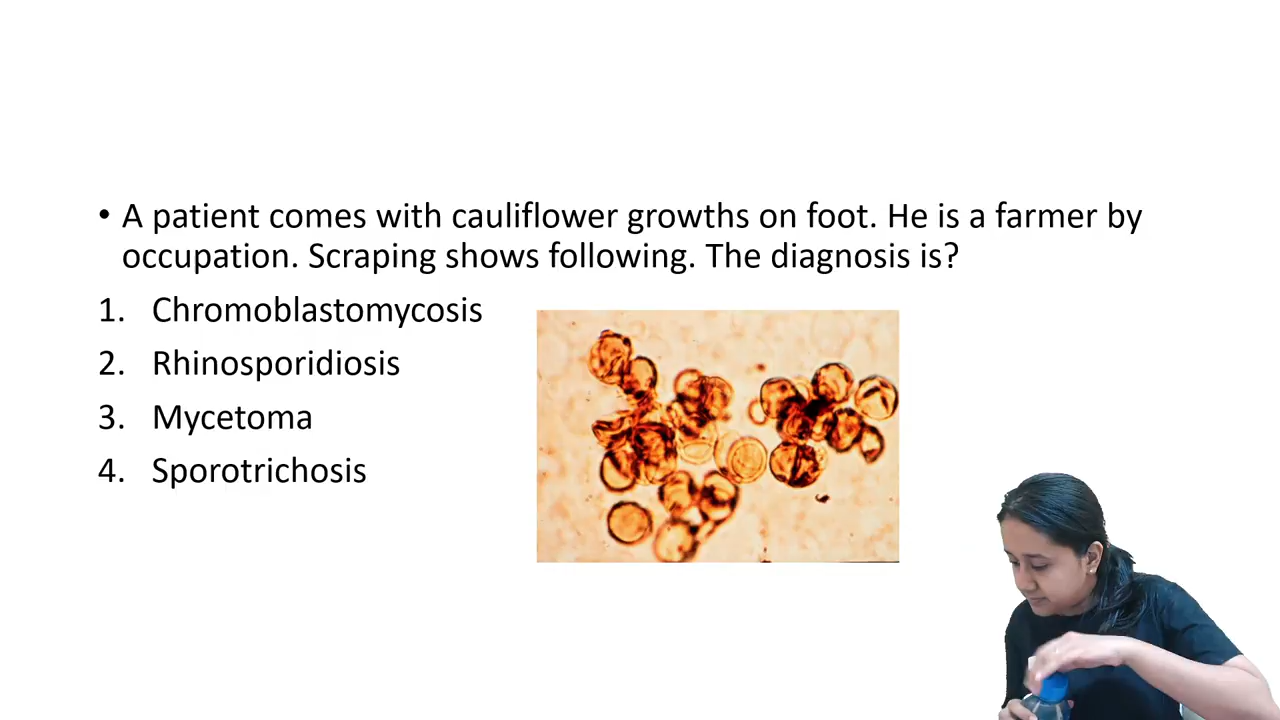 • A patient comes with cauliflower growths on foot. He is a farmer by
occupation. Scraping shows following. The diagnosis is?
1. Chromoblastomycosis
2. Rhinosporidiosis
3. Mycetoma
4. Sporotrichosis